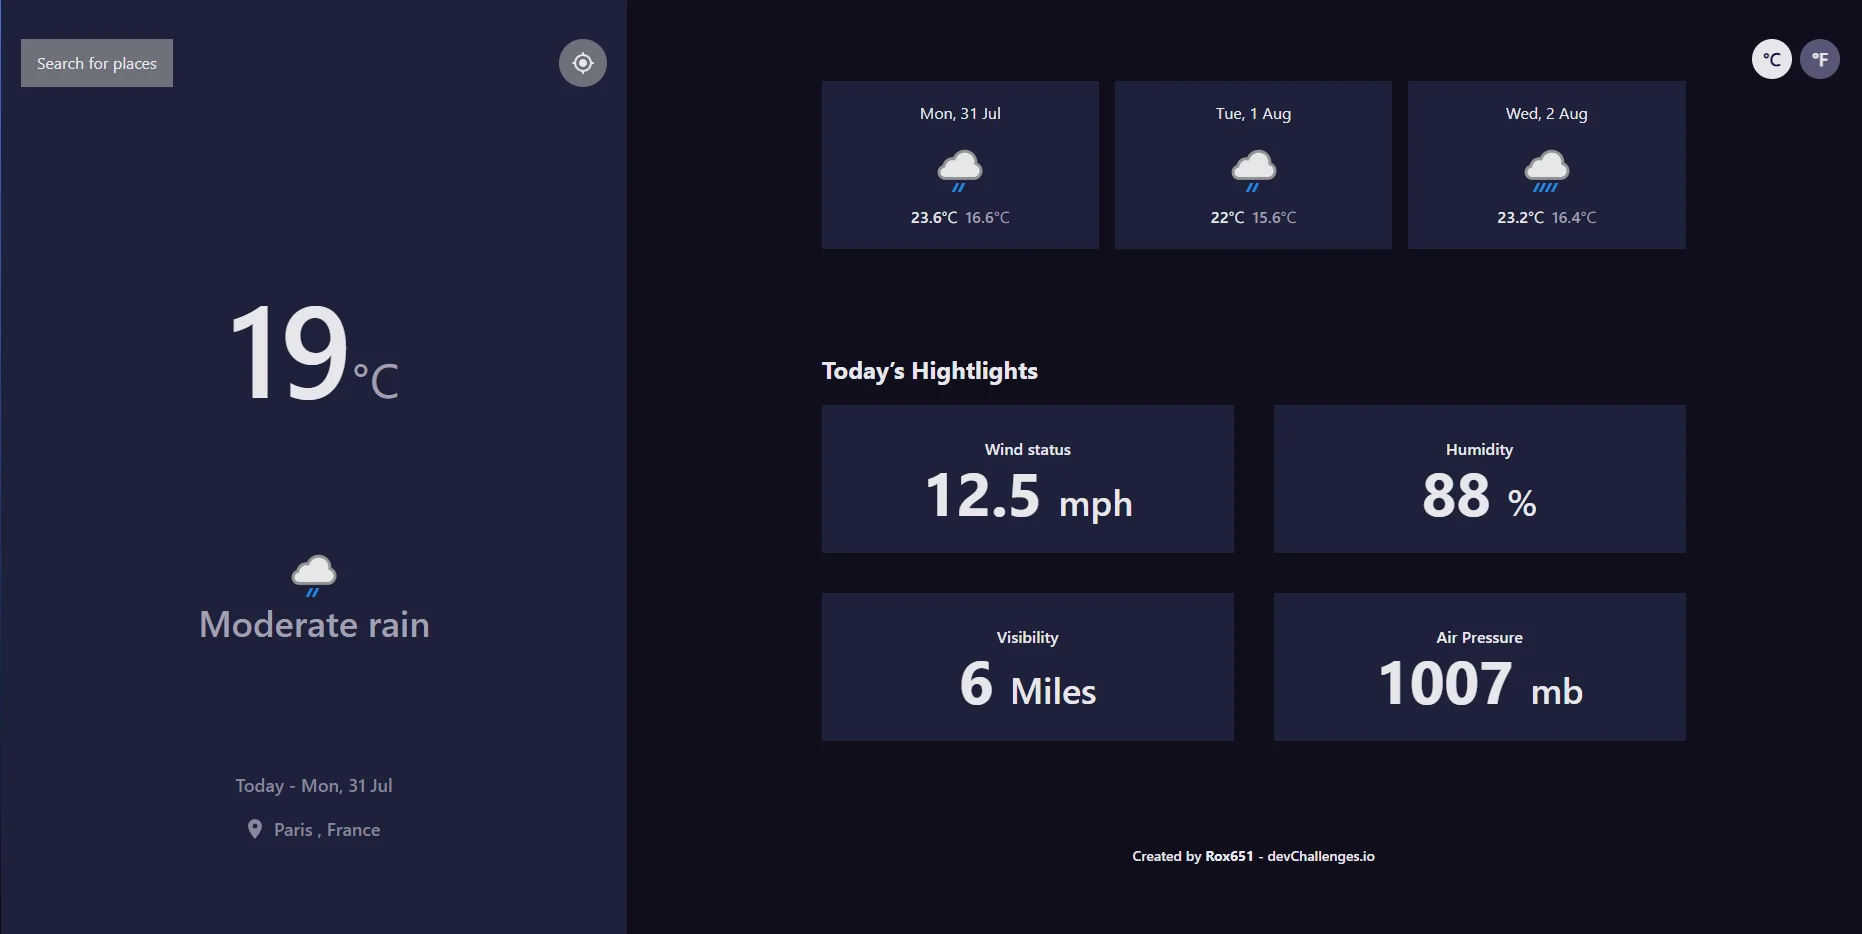 Search for places
19°C
Moderate rain
Today - Mon, 31 Jul
Paris , France
°C °F
Mon, 31 Jul
23.6°C 16.6°C
Tue, 1 Aug
22°C 15.6°C
Wed, 2 Aug
23.2°C 16.4°C
Today’s Hightlights
Wind status
12.5 mph
Humidity
88 %
Visibility
6 Miles
Air Pressure
1007 mb
Created by Rox651 - devChallenges.io